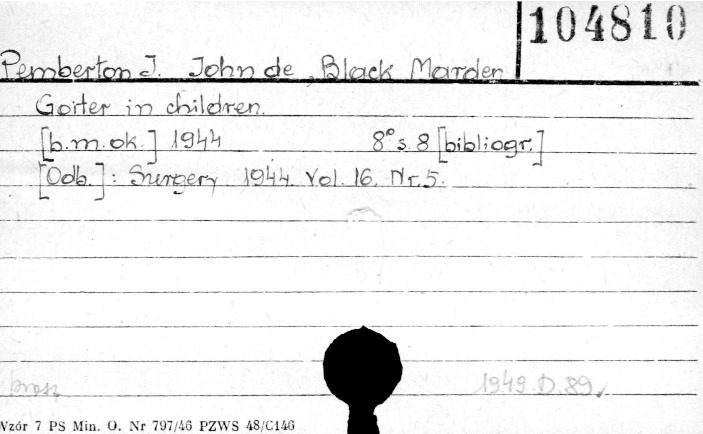 104810
Pemberton J. John de, Black Marden
Goiter in children.
[b.m.ok.] 1944 8° s. 8 [bibliogr.]
[Odb.]: Surgery 1944. Vol. 16. Nr. 5.
brosz 1949.D.89.
Wzór 7 PS Min. O. Nr 797/46 PZWS 48/C146